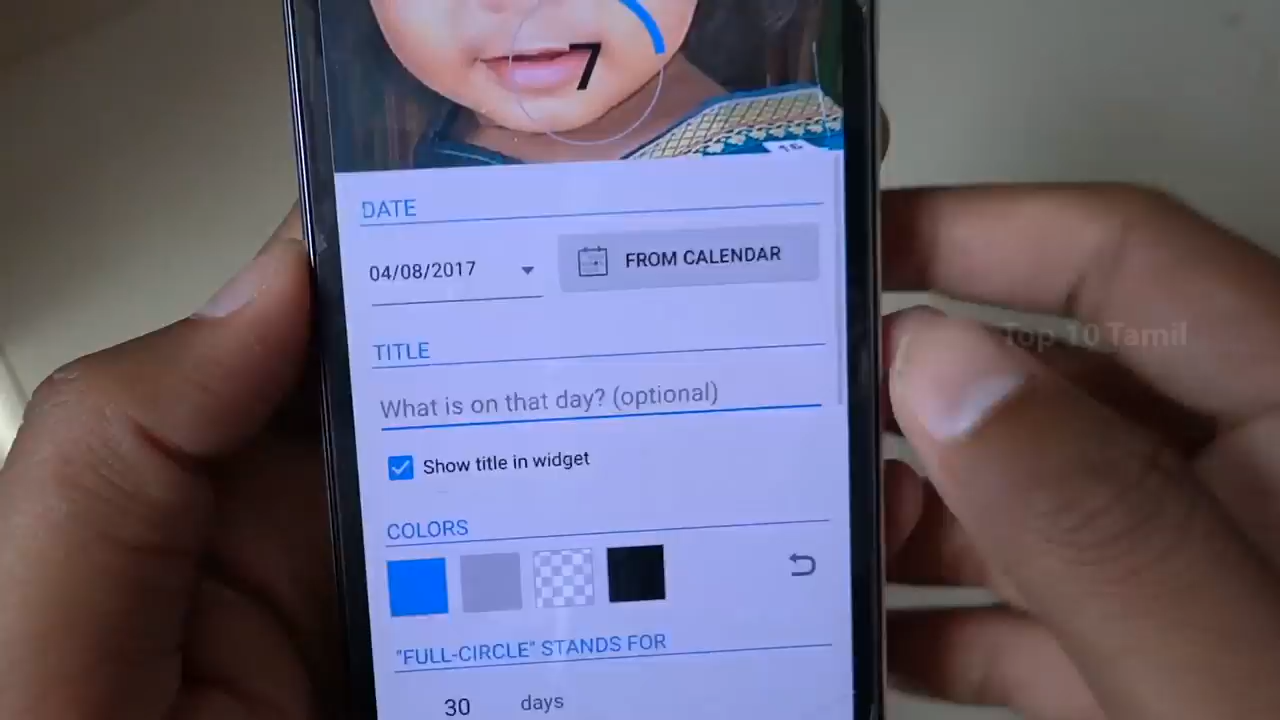 7
16
DATE
04/08/2017
FROM CALENDAR
TITLE
What is on that day? (optional)
Show title in widget
COLORS
"FULL-CIRCLE" STANDS FOR
30 days
Top 10 Tamil